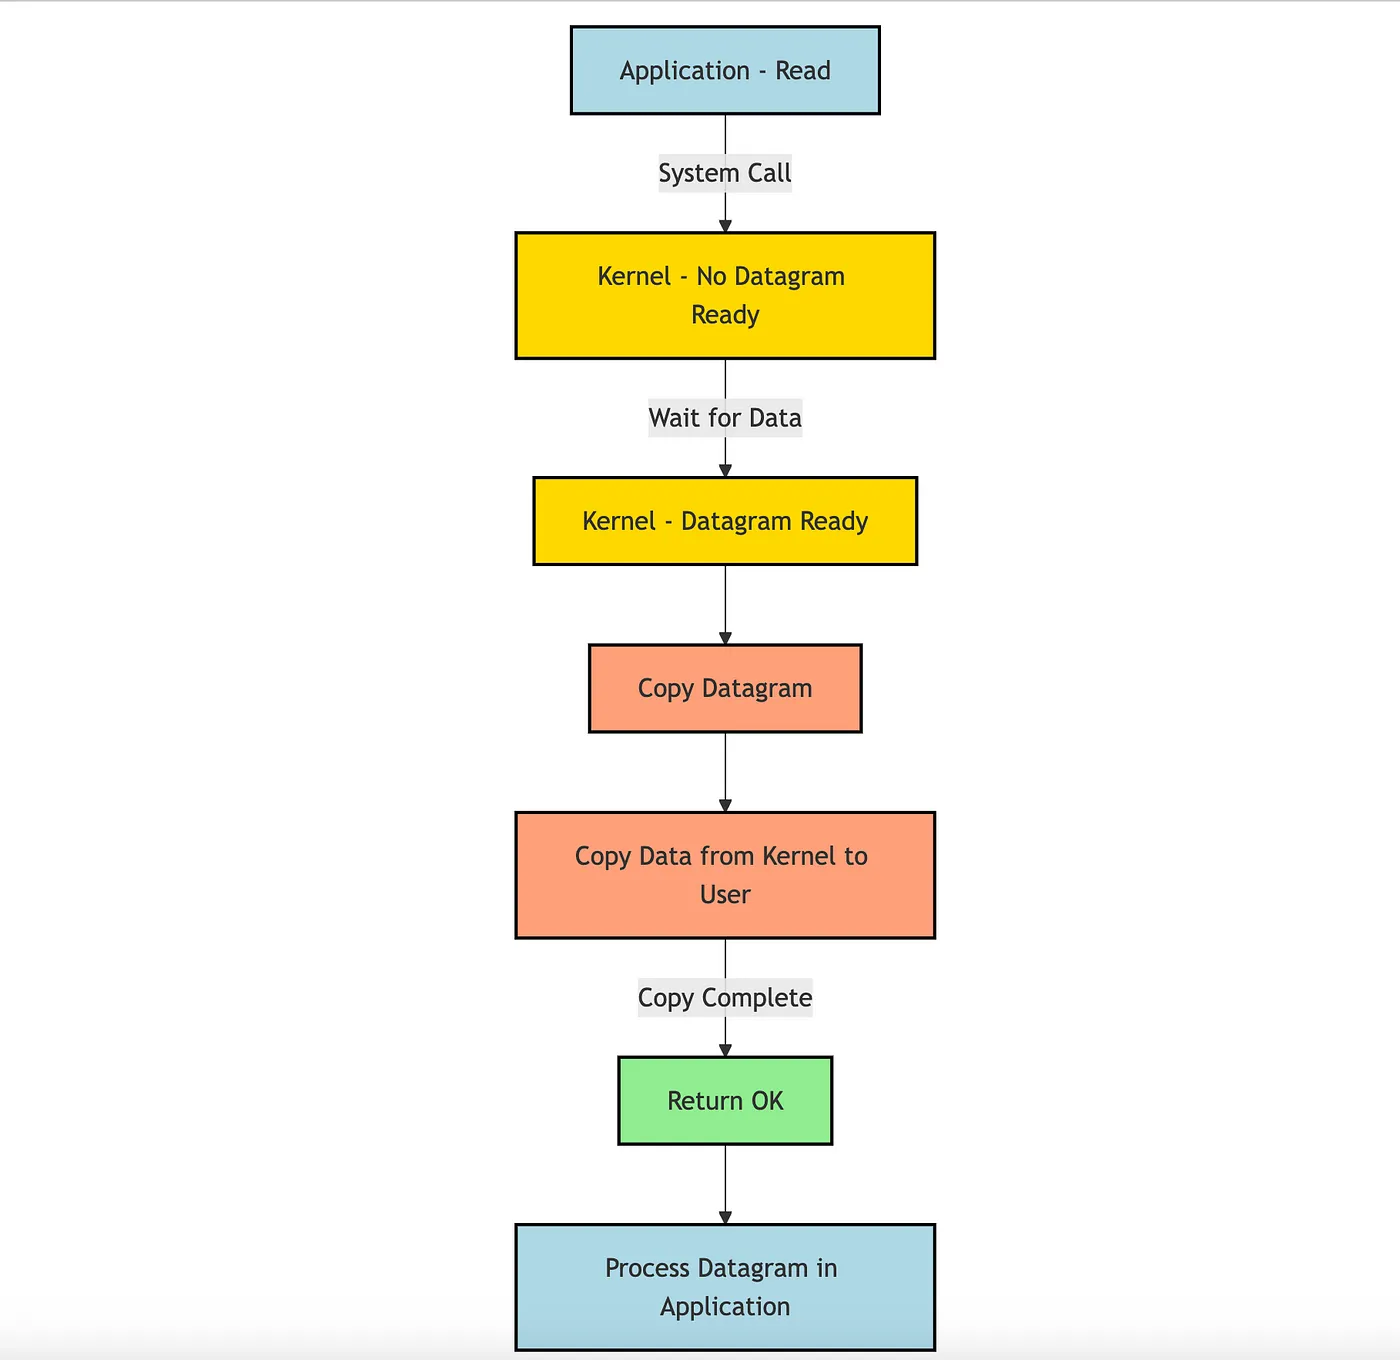 Application - Read
System Call
Kernel - No Datagram
Ready
Wait for Data
Kernel - Datagram Ready
Copy Datagram
Copy Data from Kernel to
User
Copy Complete
Return OK
Process Datagram in
Application